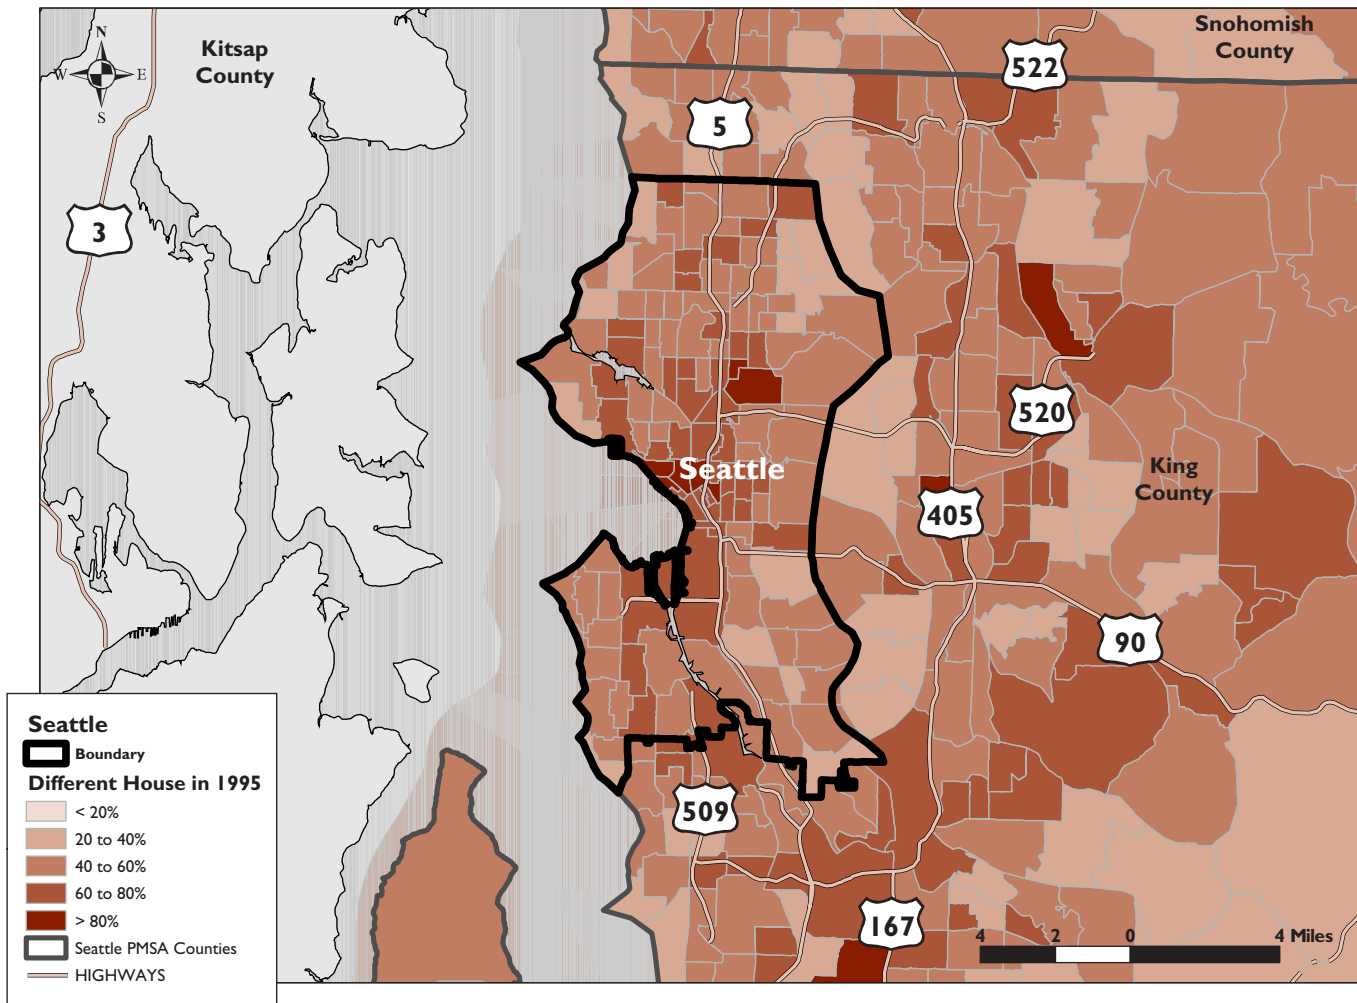 Snohomish
County
Kitsap
County
N
W E
S
522
5
3
520
Seattle
King
County
405
90
509
167
4 2 0 4 Miles
Seattle
Boundary
Different House in 1995
< 20%
20 to 40%
40 to 60%
60 to 80%
> 80%
Seattle PMSA Counties
HIGHWAYS